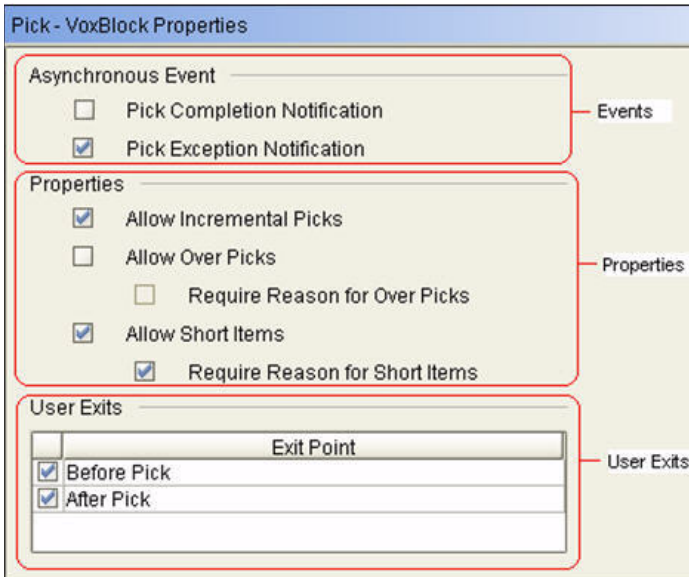 Pick - VoxBlock Properties
Asynchronous Event
Pick Completion Notification
Pick Exception Notification
Events
Properties
Allow Incremental Picks
Allow Over Picks
Require Reason for Over Picks
Allow Short Items
Require Reason for Short Items
Properties
User Exits
Exit Point
Before Pick
After Pick
User Exits